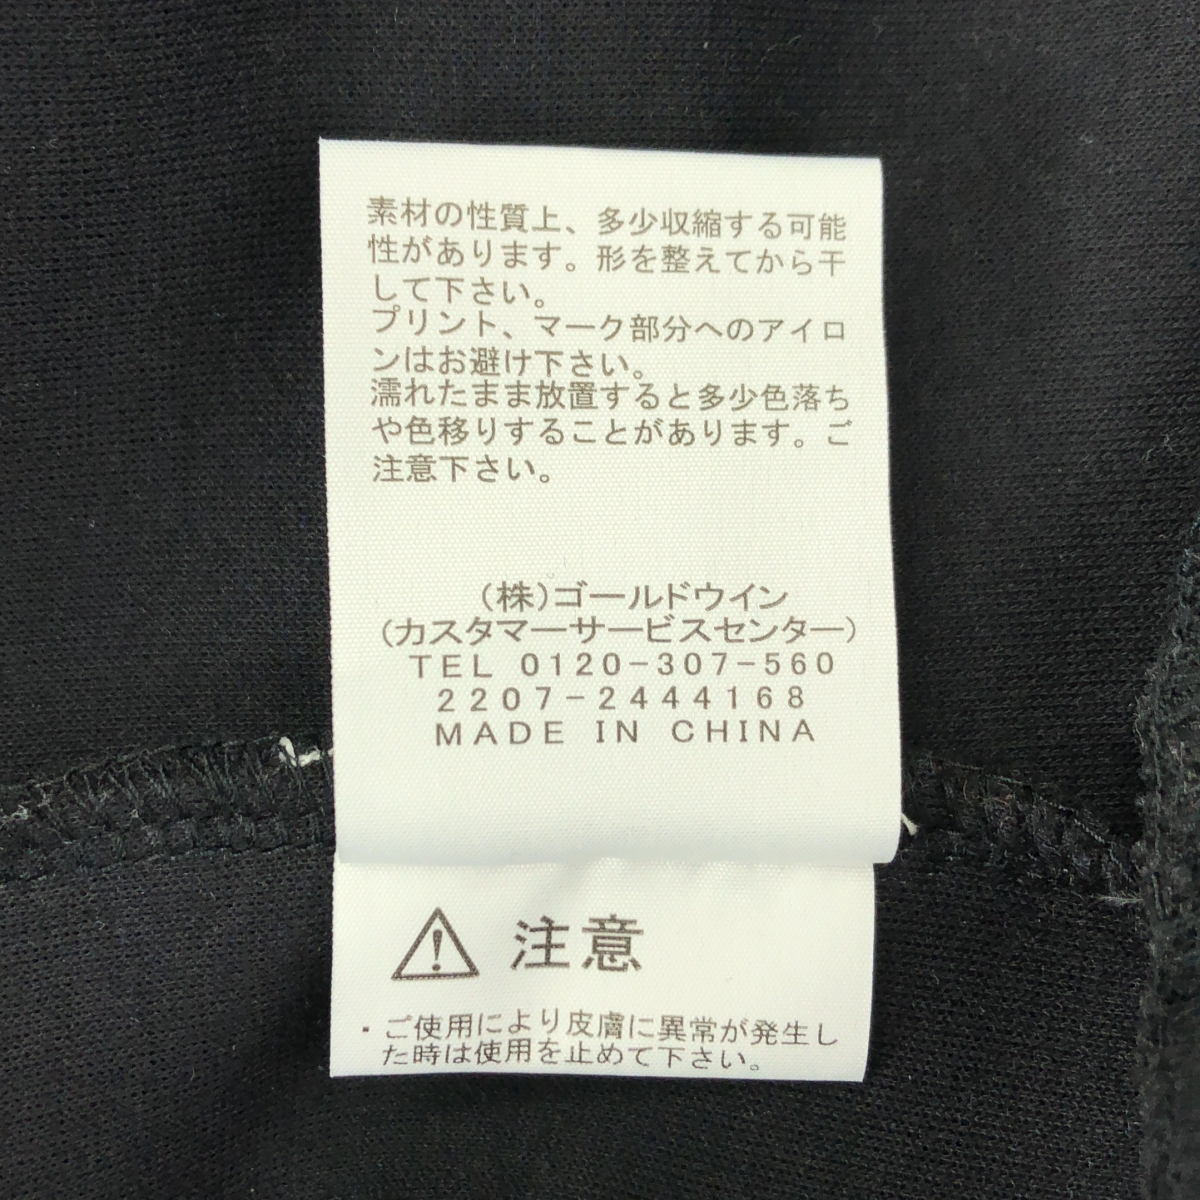 素材の性質上、多少収縮する可能
性があります。形を整えてから干
して下さい。
プリント、マーク部分へのアイロ
ンはお避け下さい。
濡れたまま放置すると多少色落ち
や色移りすることがあります。ご
注意下さい。
(株)ゴールドウイン
(カスタマーサービスセンター)
TEL 0120-307-560
2207-2444168
MADE IN CHINA
注意
・ご使用により皮膚に異常が発生し
た時は使用を止めて下さい。